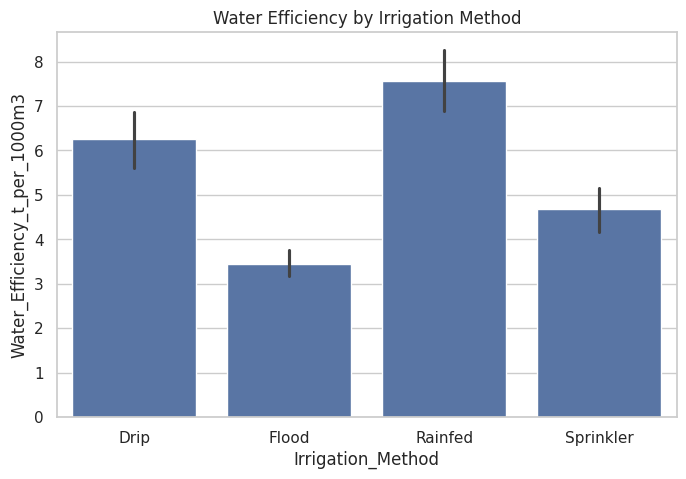 Water Efficiency by Irrigation Method
Water_Efficiency_t_per_1000m3
8
7
6
5
4
3
2
1
0
Drip Flood Rainfed Sprinkler
Irrigation_Method